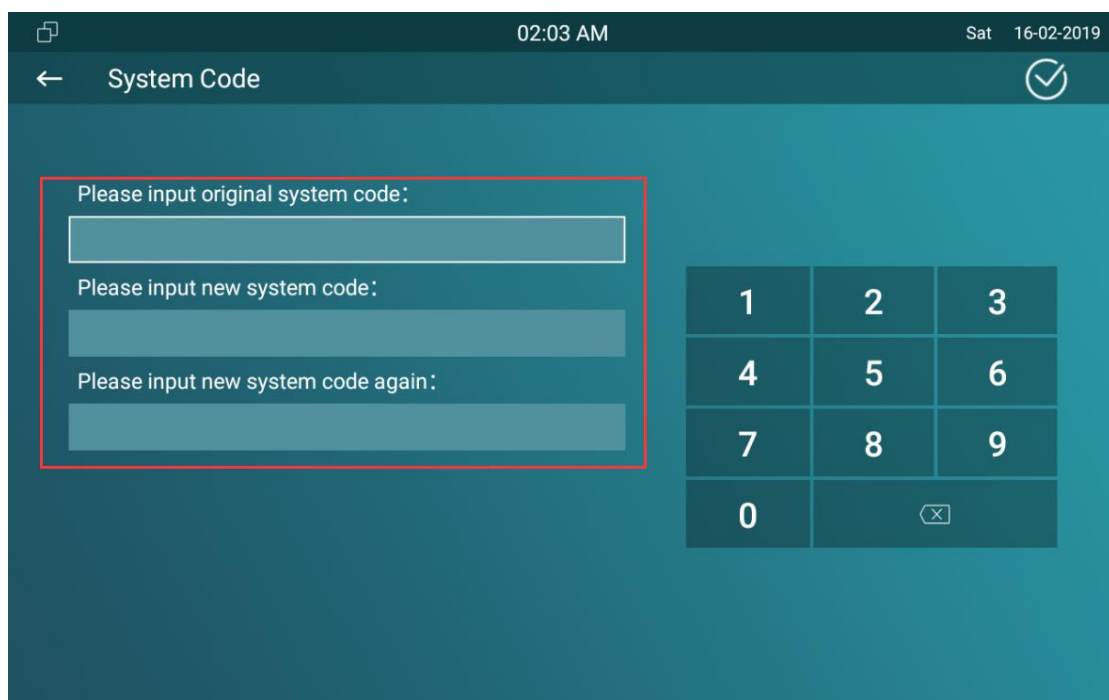 02:03 AM
Sat 16-02-2019
System Code
Please input original system code:
Please input new system code:
Please input new system code again:
1 2 3
4 5 6
7 8 9
0